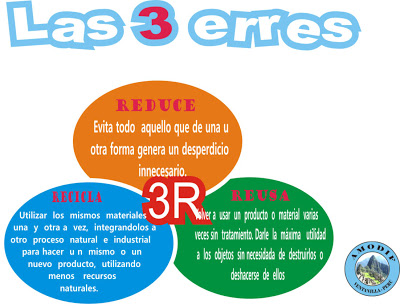 Las 3 erres
REDUCE
Evita todo aquello que de una u
otra forma genera un desperdicio
innecesario.
RECICLA
Utilizar los mismos materiales
una y otra a vez, integrandolos a
otro proceso natural e industrial
para hacer u n mismo o un
nuevo producto, utilizando
menos recursos
naturales.
3R
REUSA
olver a usar un producto o material varias
veces sin tratamiento. Darle la máxima utilidad
a los objetos sin necesidada de destruirlos o
deshacerse de ellos
AMODIF
VENTANILLA PERU